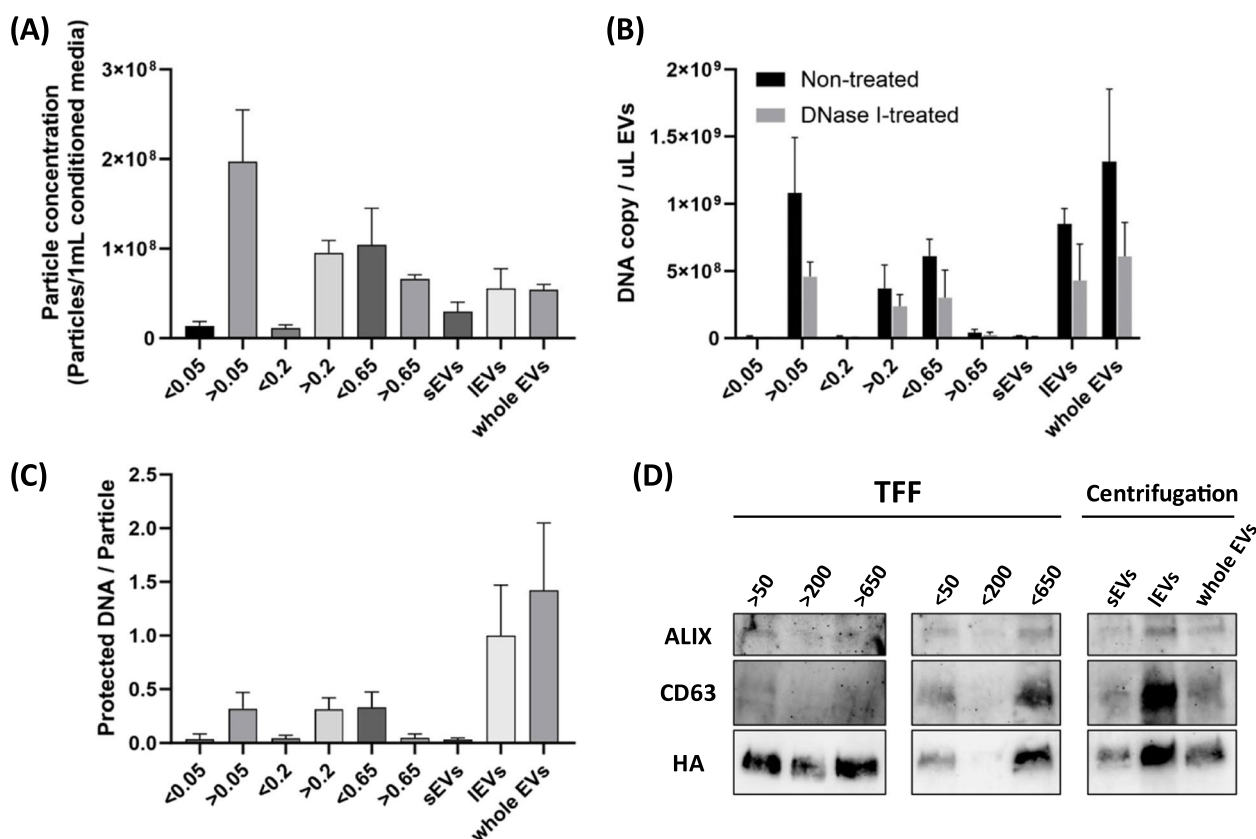 (A)
Particle concentration
(Particles/1mL conditioned media)
3×10⁸
2×10⁸
1×10⁸
0
<0.05
>0.05
<0.2
>0.2
<0.65
>0.65
sEVs
lEVs
whole EVs
(B)
DNA copy / uL EVs
2×10⁹
1.5×10⁹
1×10⁹
5×10⁸
0
Non-treated
DNase I-treated
<0.05
>0.05
<0.2
>0.2
<0.65
>0.65
sEVs
lEVs
whole EVs
(C)
Protected DNA / Particle
2.5
2.0
1.5
1.0
0.5
0.0
<0.05
>0.05
<0.2
>0.2
<0.65
>0.65
sEVs
lEVs
whole EVs
(D)
TFF
Centrifugation
>50
>200
>650
<50
<200
<650
sEVs
lEVs
whole EVs
ALIX
CD63
HA